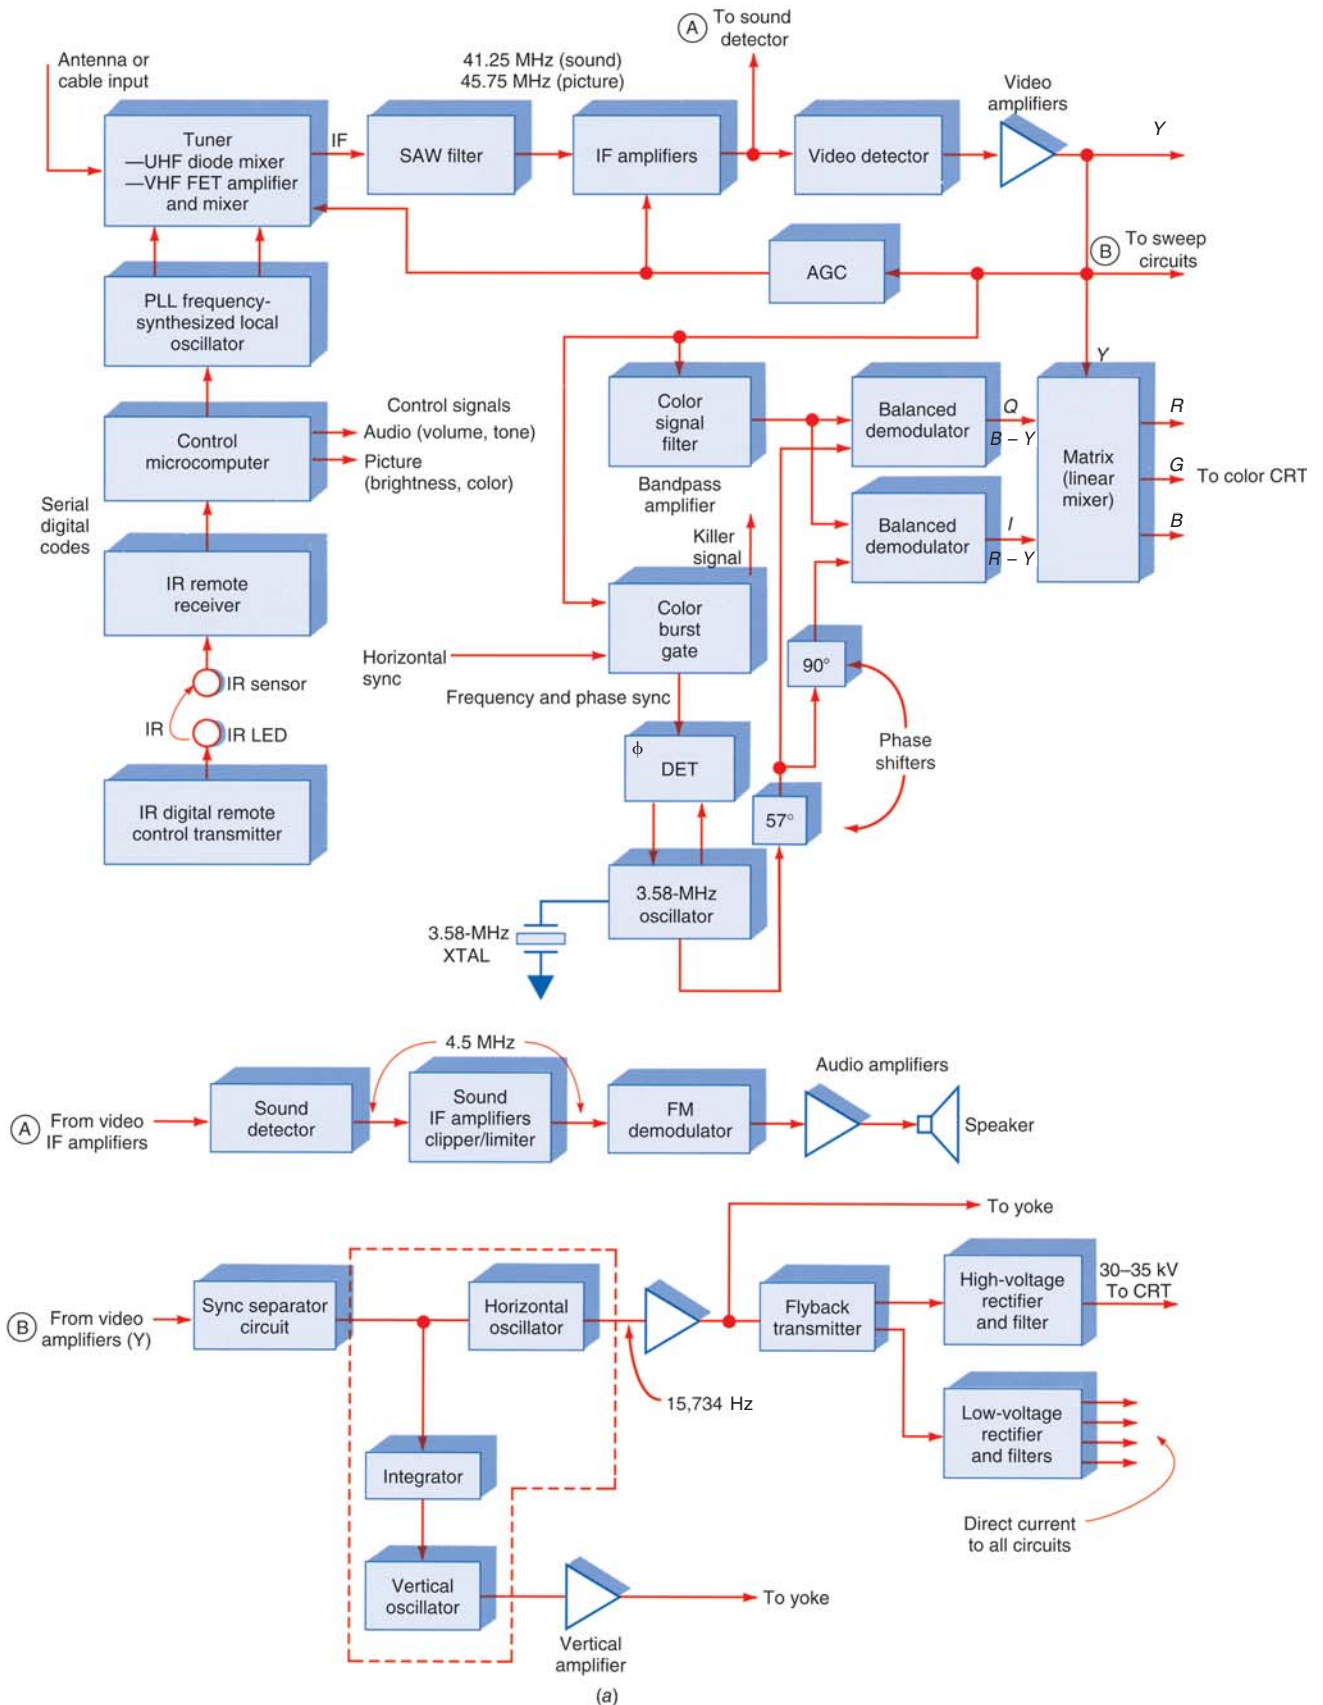 A
To sound
detector
Antenna or
cable input
41.25 MHz (sound)
45.75 MHz (picture)
Video
amplifiers
Tuner
—UHF diode mixer
—VHF FET amplifier
and mixer
IF
SAW filter
IF amplifiers
Video detector
Y
B
To sweep
circuits
AGC
PLL frequency-
synthesized local
oscillator
Y
Control signals
Audio (volume, tone)
Picture
(brightness, color)
Control
microcomputer
Color
signal
filter
Bandpass
amplifier
Balanced
demodulator
Q
B – Y
Matrix
(linear
mixer)
R
G
B
To color CRT
Serial
digital
codes
Killer
signal
Balanced
demodulator
I
R – Y
IR remote
receiver
Color
burst
gate
Horizontal
sync
90°
IR sensor
Frequency and phase sync
IR
IR LED
ϕ
DET
Phase
shifters
IR digital remote
control transmitter
57°
3.58-MHz
oscillator
3.58-MHz
XTAL
4.5 MHz
Audio amplifiers
A
From video
IF amplifiers
Sound
detector
Sound
IF amplifiers
clipper/limiter
FM
demodulator
Speaker
To yoke
B
From video
amplifiers (Y)
Sync separator
circuit
Horizontal
oscillator
Flyback
transmitter
High-voltage
rectifier
and filter
30–35 kV
To CRT
15,734 Hz
Low-voltage
rectifier
and filters
Integrator
Direct current
to all circuits
Vertical
oscillator
To yoke
Vertical
amplifier
(a)